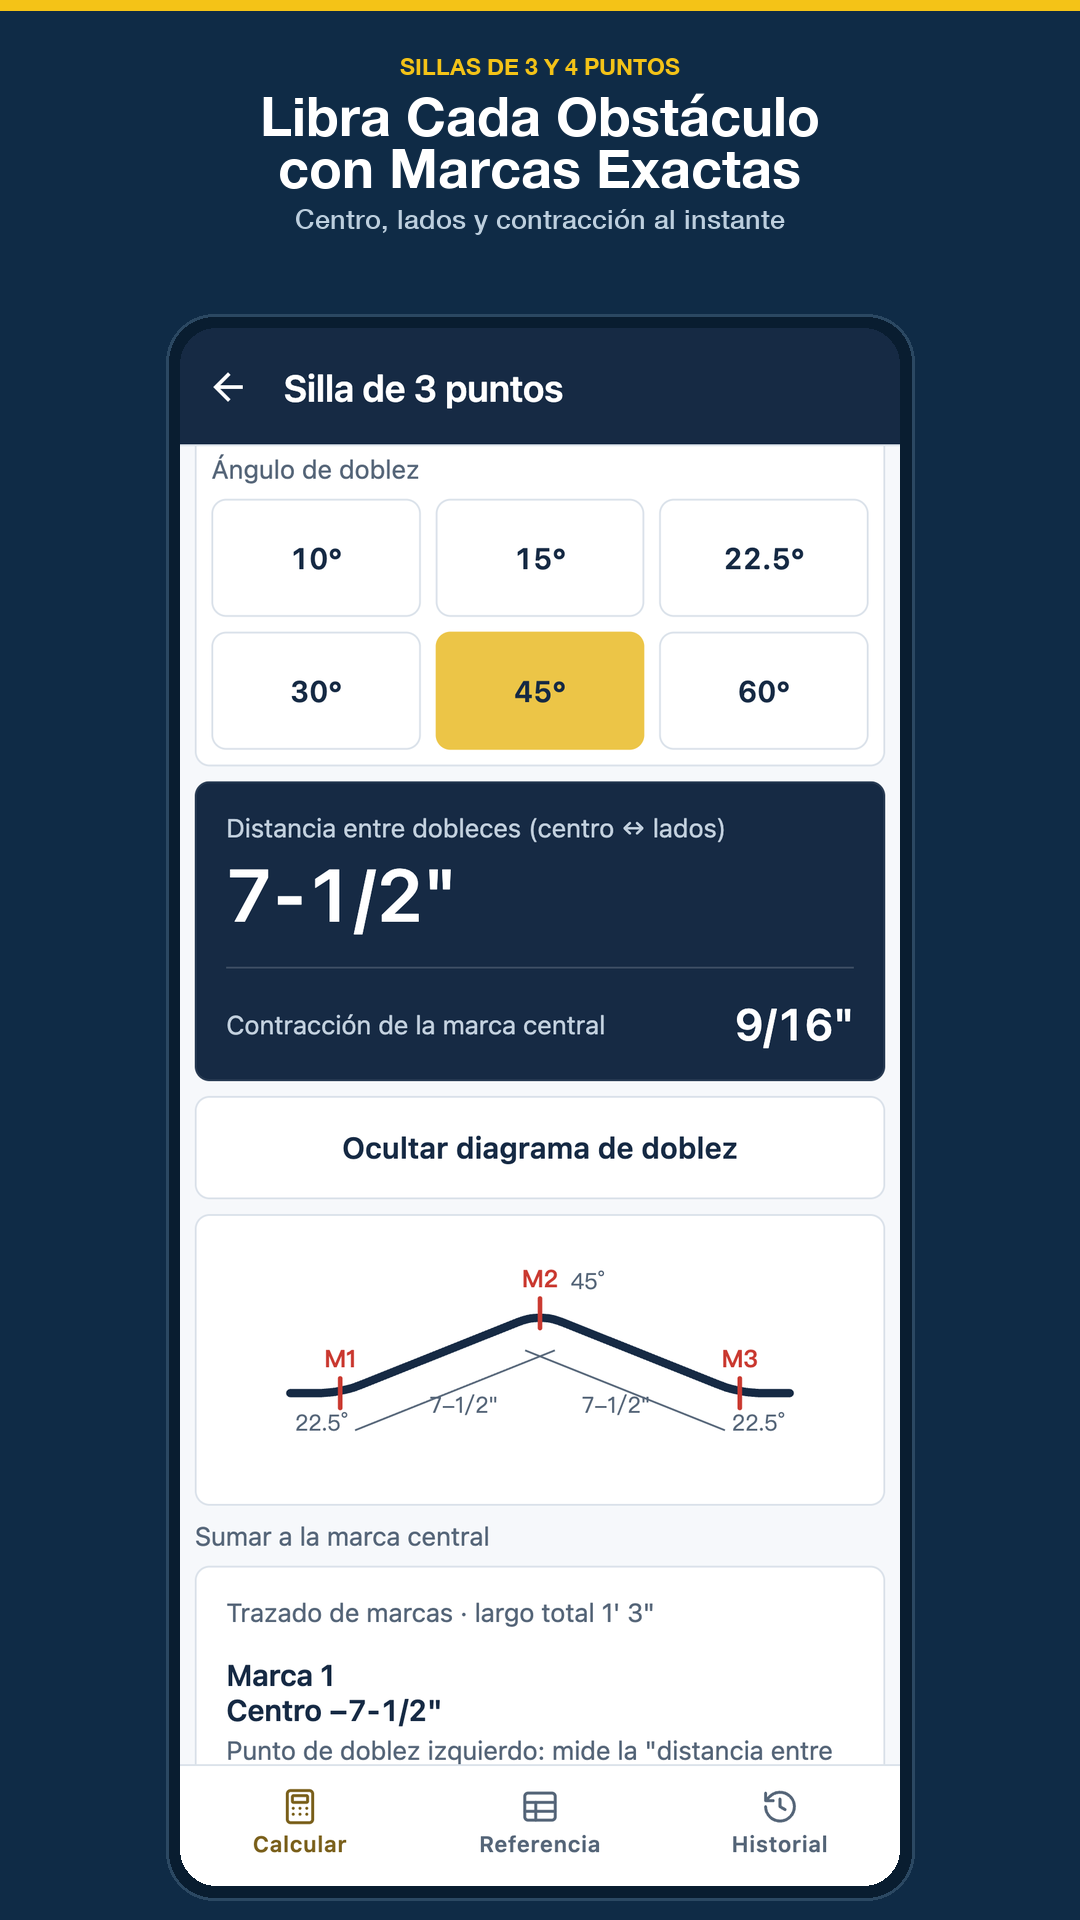 SILLAS DE 3 Y 4 PUNTOS
Libra Cada Obstáculo
con Marcas Exactas
Centro, lados y contracción al instante
Silla de 3 puntos
Ángulo de doblez
10°
15°
22.5°
30°
45°
60°
Distancia entre dobleces (centro ↔ lados)
7-1/2"
Contracción de la marca central
9/16"
Ocultar diagrama de doblez
M2 45°
M1
M3
7–1/2"
7–1/2"
22.5°
22.5°
Sumar a la marca central
Trazado de marcas · largo total 1' 3"
Marca 1
Centro −7-1/2"
Punto de doblez izquierdo: mide la "distancia entre
Calcular
Referencia
Historial